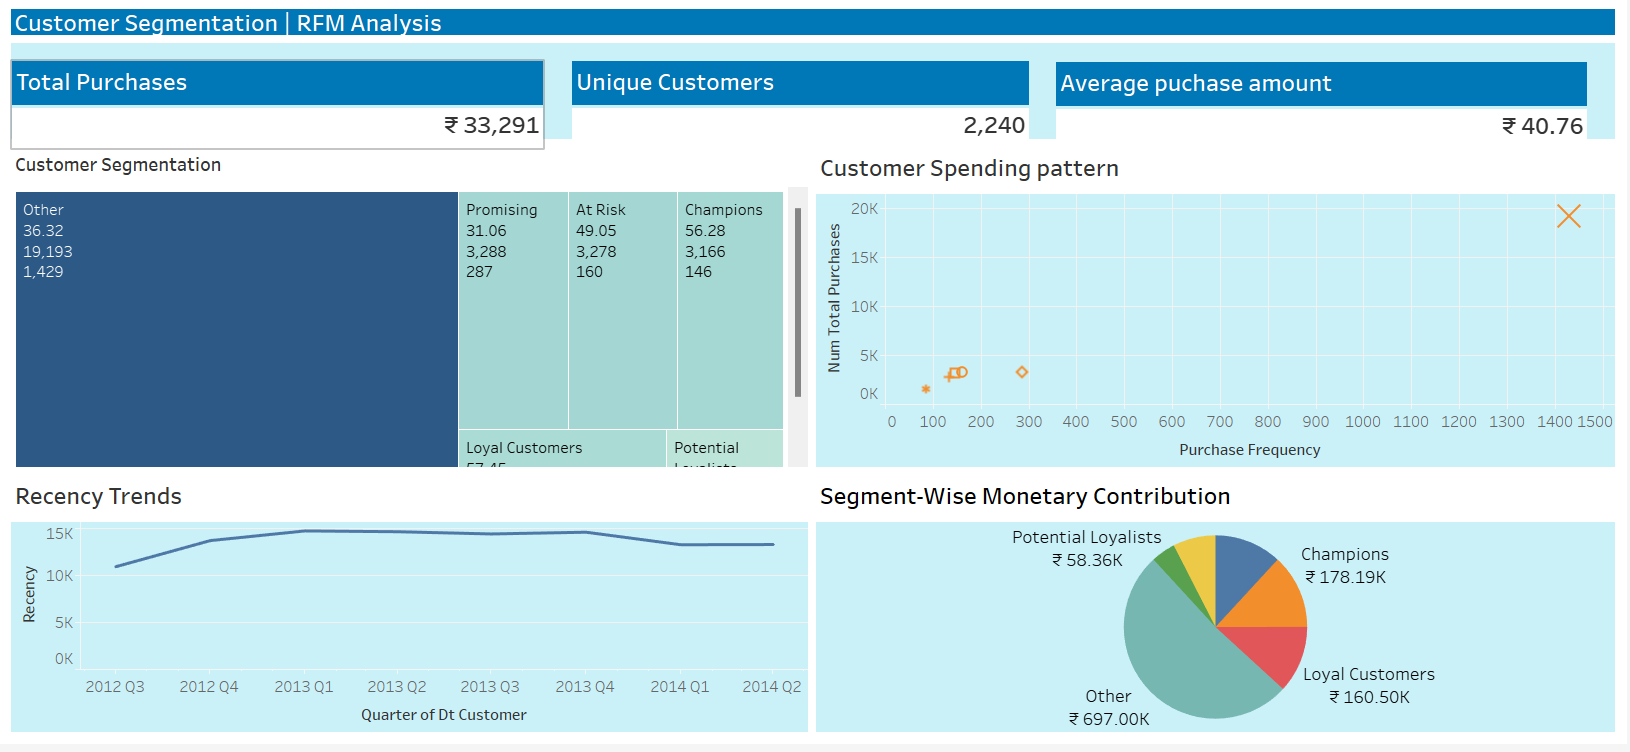 Customer Segmentation | RFM Analysis
Total Purchases
₹ 33,291
Unique Customers
2,240
Average puchase amount
₹ 40.76
Customer Segmentation
Other
36.32
19,193
1,429
Promising
31.06
3,288
287
At Risk
49.05
3,278
160
Champions
56.28
3,166
146
Loyal Customers
57.45
Potential
Loyalists
Customer Spending pattern
Num Total Purchases
20K
15K
10K
5K
0K
0 100 200 300 400 500 600 700 800 900 1000 1100 1200 1300 1400 1500
Purchase Frequency
Recency Trends
Recency
15K
10K
5K
0K
2012 Q3 2012 Q4 2013 Q1 2013 Q2 2013 Q3 2013 Q4 2014 Q1 2014 Q2
Quarter of Dt Customer
Segment-Wise Monetary Contribution
Potential Loyalists
₹ 58.36K
Champions
₹ 178.19K
Loyal Customers
₹ 160.50K
Other
₹ 697.00K